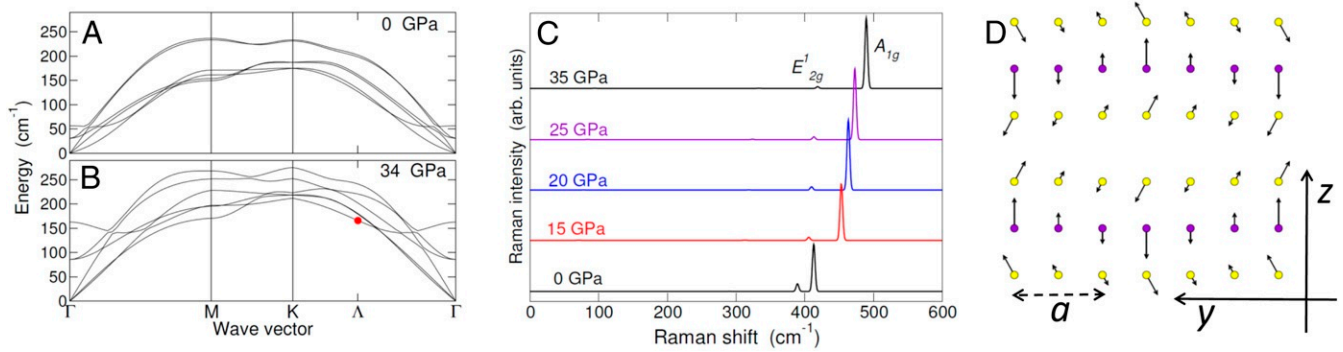 A
0 GPa
250
200
150
100
50
0
B
34 GPa
250
200
150
100
50
0
Energy (cm⁻¹)
Γ M K Λ Γ
Wave vector
C
E¹₂g
A₁g
35 GPa
25 GPa
20 GPa
15 GPa
0 GPa
Raman intensity (arb. units)
0 100 200 300 400 500 600
Raman shift (cm⁻¹)
D
z
a
y